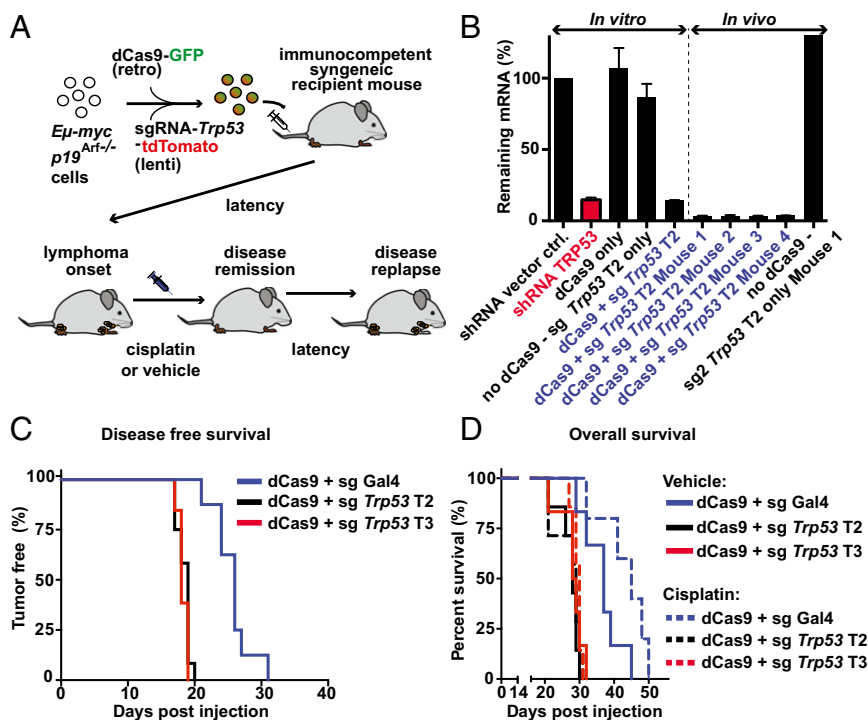 A
dCas9-GFP
(retro)
immunocompetent
syngeneic
recipient mouse
Eμ-myc
p19Arf-/-
cells
sgRNA-Trp53
-tdTomato
(lenti)
latency
lymphoma
onset
disease
remission
disease
replapse
cisplatin
or vehicle
latency
B
In vitro
In vivo
Remaining mRNA (%)
100
50
0
shRNA vector ctrl.
shRNA TRP53
dCas9 only
no dCas9 - sg Trp53 T2 only
dCas9 + sg Trp53 T2
dCas9 + sg Trp53 T2 Mouse 1
dCas9 + sg Trp53 T2 Mouse 2
dCas9 + sg Trp53 T2 Mouse 3
dCas9 + sg Trp53 T2 Mouse 4
no dCas9 -
sg2 Trp53 T2 only Mouse 1
C
Disease free survival
Tumor free (%)
100
75
50
25
0
10
20
30
40
Days post injection
dCas9 + sg Gal4
dCas9 + sg Trp53 T2
dCas9 + sg Trp53 T3
D
Overall survival
Percent survival (%)
100
75
50
25
0
0
14
20
30
40
50
Days post injection
Vehicle:
dCas9 + sg Gal4
dCas9 + sg Trp53 T2
dCas9 + sg Trp53 T3
Cisplatin:
dCas9 + sg Gal4
dCas9 + sg Trp53 T2
dCas9 + sg Trp53 T3